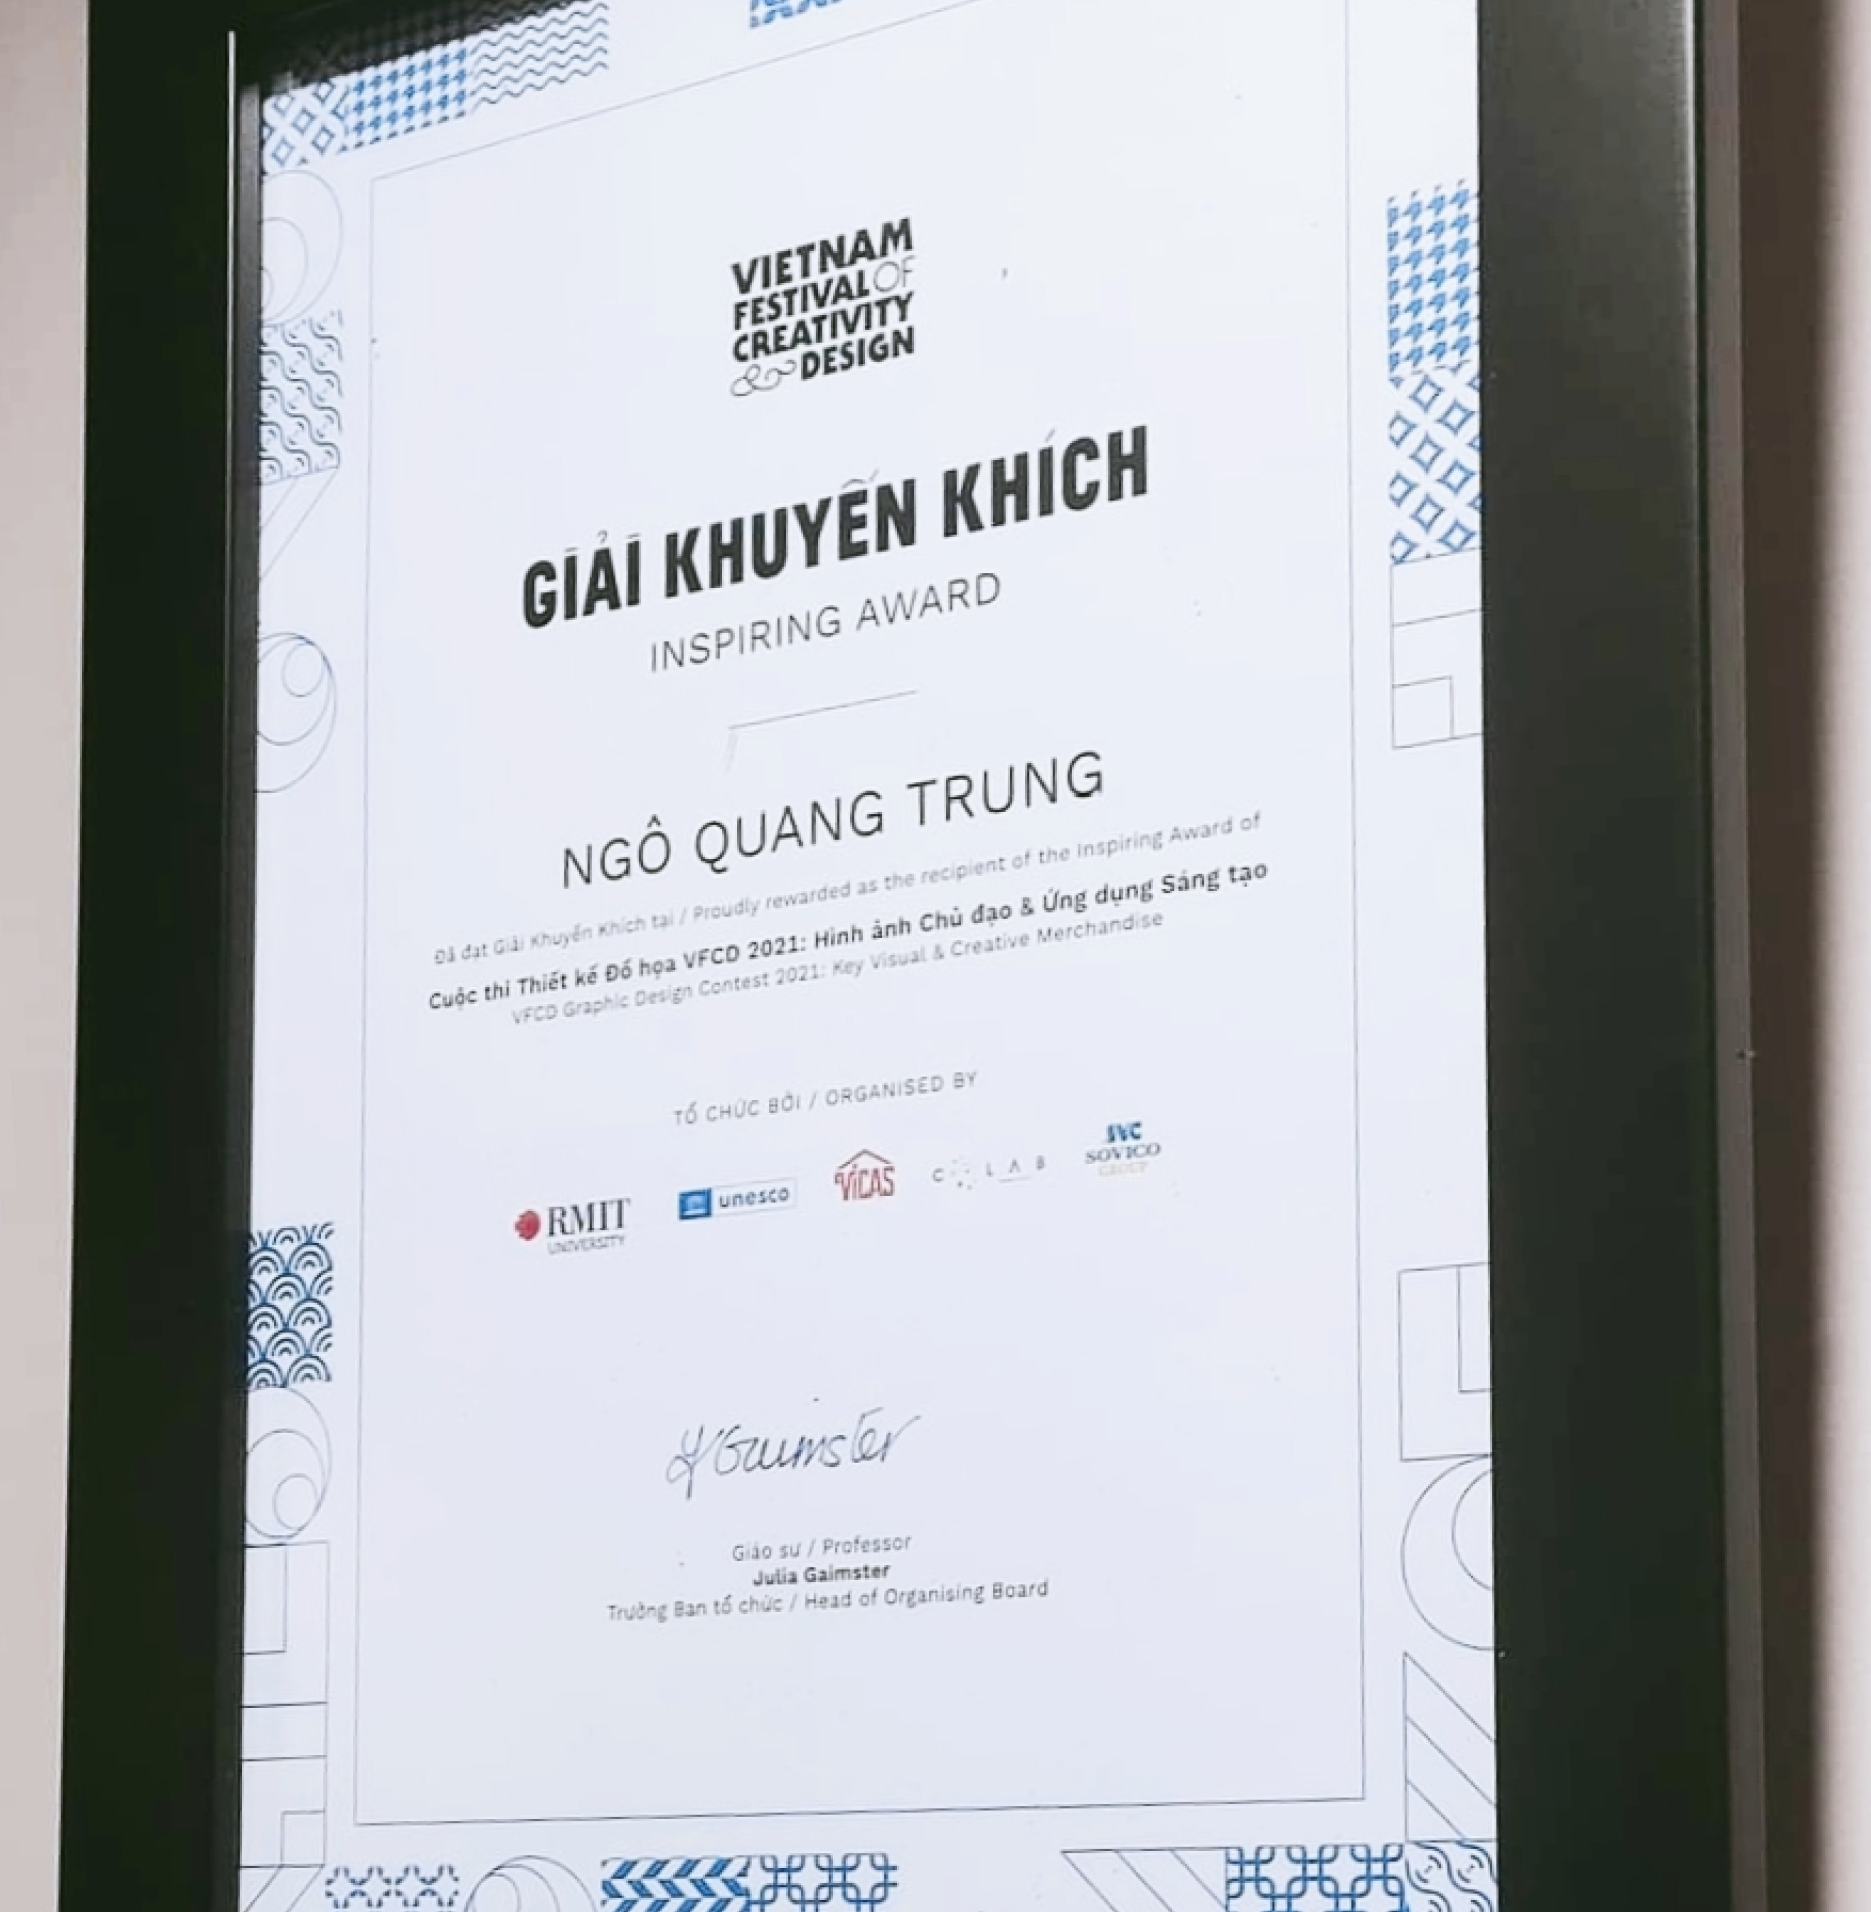 VIETNAM
FESTIVAL OF
CREATIVITY
& DESIGN
GIẢI KHUYẾN KHÍCH
INSPIRING AWARD
NGÔ QUANG TRUNG
Đã đạt Giải Khuyến Khích tại / Proudly rewarded as the recipient of the Inspiring Award of
Cuộc thi Thiết kế Đồ họa VFCD 2021: Hình ảnh Chủ đạo & Ứng dụng Sáng tạo
VFCD Graphic Design Contest 2021: Key Visual & Creative Merchandise
TỔ CHỨC BỞI / ORGANISED BY
RMIT
UNIVERSITY
unesco
VICAS
C LAB
SVC
SOVICO
GROUP
J Gaimster
Giáo sư / Professor
Julia Gaimster
Trưởng Ban tổ chức / Head of Organising Board